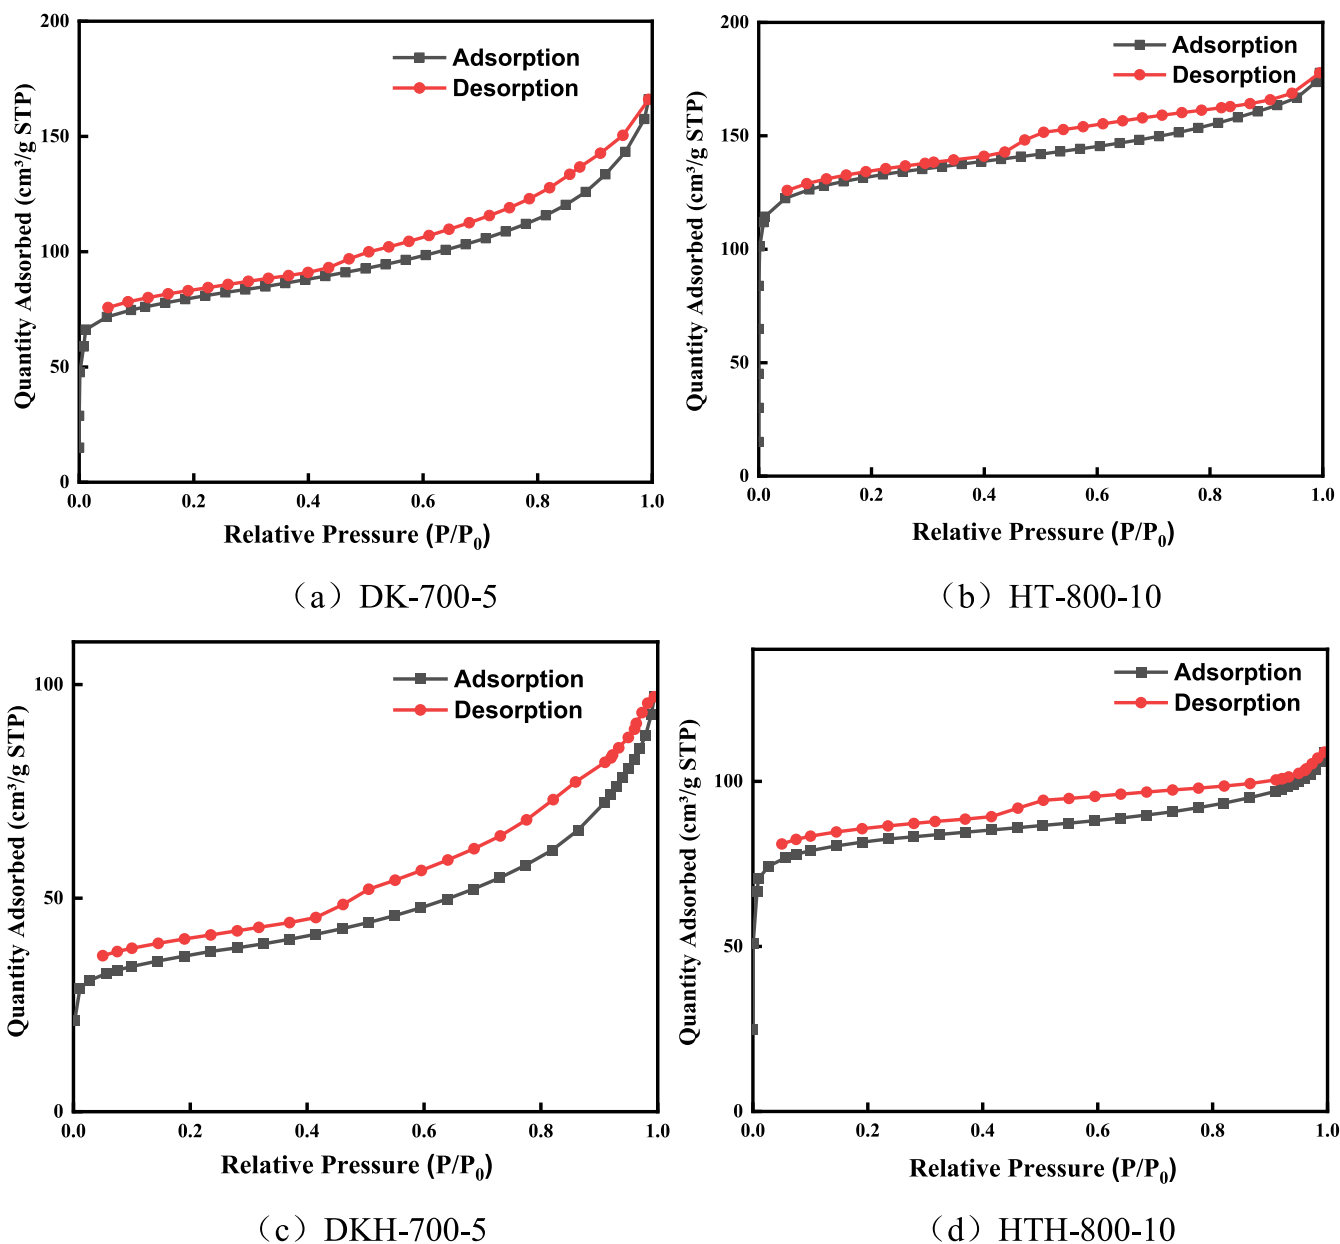 Adsorption
Desorption
Quantity Adsorbed (cm³/g STP)
200
150
100
50
0
0.0 0.2 0.4 0.6 0.8 1.0
Relative Pressure (P/P₀)
（a）DK-700-5
Adsorption
Desorption
Quantity Adsorbed (cm³/g STP)
200
150
100
50
0
0.0 0.2 0.4 0.6 0.8 1.0
Relative Pressure (P/P₀)
（b）HT-800-10
Adsorption
Desorption
Quantity Adsorbed (cm³/g STP)
100
50
0
0.0 0.2 0.4 0.6 0.8 1.0
Relative Pressure (P/P₀)
（c）DKH-700-5
Adsorption
Desorption
Quantity Adsorbed (cm³/g STP)
100
50
0
0.0 0.2 0.4 0.6 0.8 1.0
Relative Pressure (P/P₀)
（d）HTH-800-10